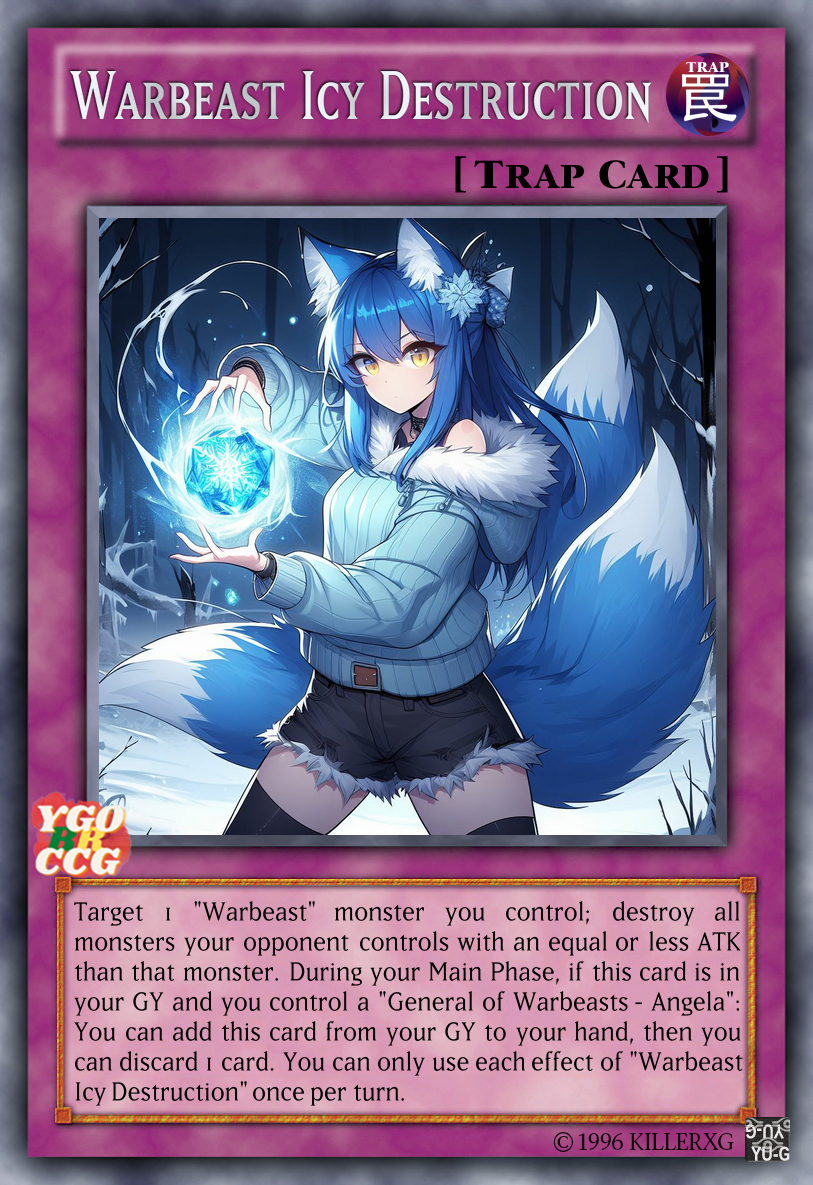 WARBEAST ICY DESTRUCTION
TRAP
罠
[TRAP CARD]
YGO
BR
CCG
Target 1 "Warbeast" monster you control; destroy all
monsters your opponent controls with an equal or less ATK
than that monster. During your Main Phase, if this card is in
your GY and you control a "General of Warbeasts - Angela":
You can add this card from your GY to your hand, then you
can discard 1 card. You can only use each effect of "Warbeast
Icy Destruction" once per turn.
© 1996 KILLERXG
YU-G